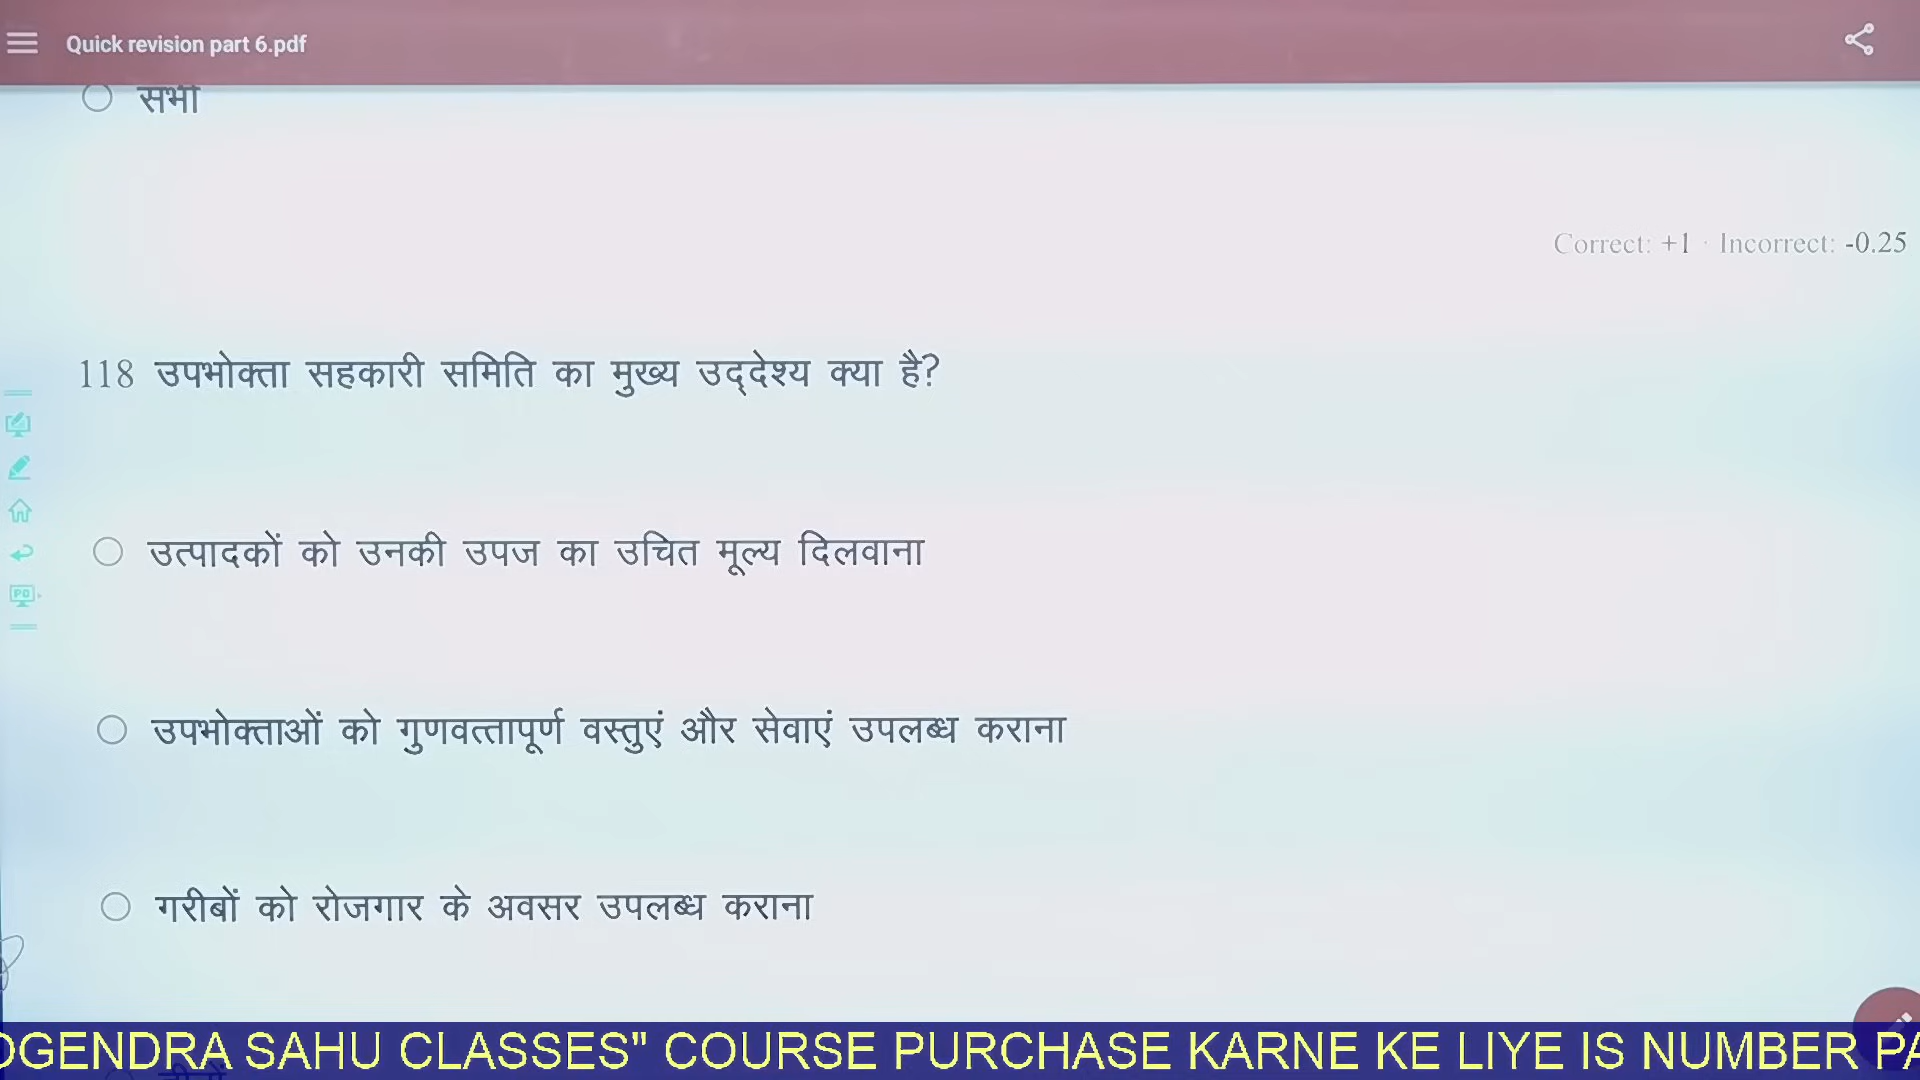 Quick revision part 6.pdf
सभी
Correct: +1 · Incorrect: -0.25
118 उपभोक्ता सहकारी समिति का मुख्य उद्देश्य क्या है?
उत्पादकों को उनकी उपज का उचित मूल्य दिलवाना
उपभोक्ताओं को गुणवत्तापूर्ण वस्तुएं और सेवाएं उपलब्ध कराना
गरीबों को रोजगार के अवसर उपलब्ध कराना
OGENDRA SAHU CLASSES" COURSE PURCHASE KARNE KE LIYE IS NUMBER PA